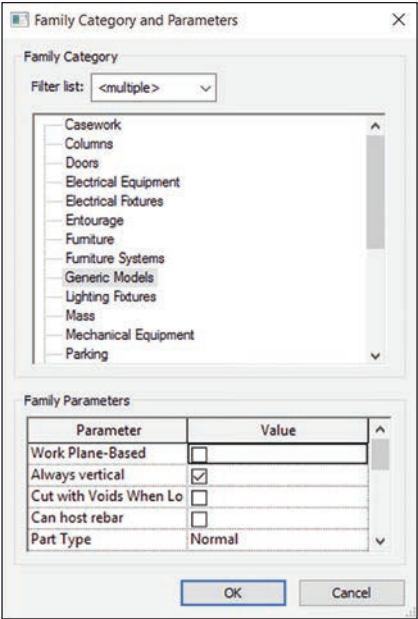 Family Category and Parameters
Family Category
Filter list: <multiple>
Casework
Columns
Doors
Electrical Equipment
Electrical Fixtures
Entourage
Furniture
Furniture Systems
Generic Models
Lighting Fixtures
Mass
Mechanical Equipment
Parking
Family Parameters
Parameter Value
Work Plane-Based
Always vertical
Cut with Voids When Lo
Can host rebar
Part Type Normal
OK Cancel